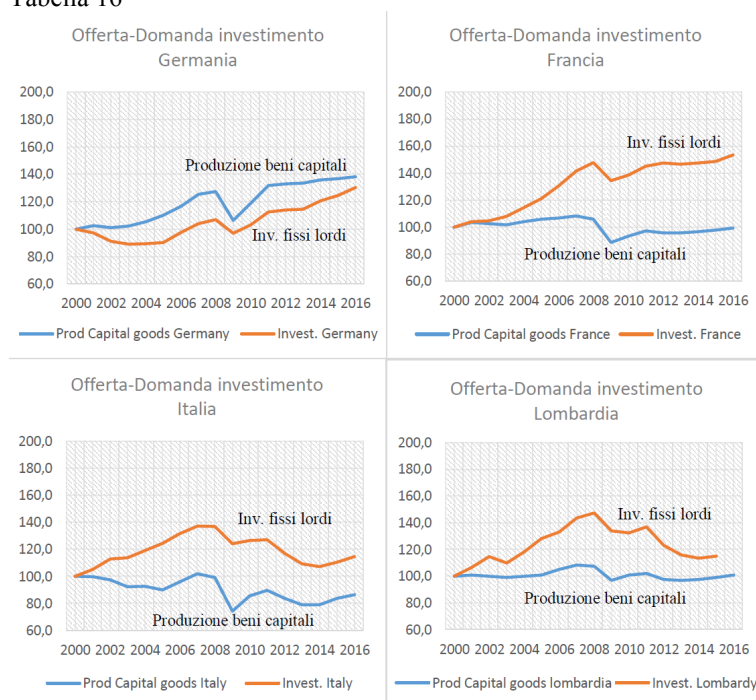 Tabella 16
Offerta-Domanda investimento
Germania
200,0
180,0
160,0
140,0
120,0
100,0
80,0
60,0
Produzione beni capitali
Inv. fissi lordi
2000 2002 2004 2006 2008 2010 2012 2014 2016
Prod Capital goods Germany Invest. Germany
Offerta-Domanda investimento
Francia
200,0
180,0
160,0
140,0
120,0
100,0
80,0
60,0
Inv. fissi lordi
Produzione beni capitali
2000 2002 2004 2006 2008 2010 2012 2014 2016
Prod Capital goods France Invest. France
Offerta-Domanda investimento
Italia
200,0
180,0
160,0
140,0
120,0
100,0
80,0
60,0
Inv. fissi lordi
Produzione beni capitali
2000 2002 2004 2006 2008 2010 2012 2014 2016
Prod Capital goods Italy Invest. Italy
Offerta-Domanda investimento
Lombardia
200,0
180,0
160,0
140,0
120,0
100,0
80,0
60,0
Inv. fissi lordi
Produzione beni capitali
2000 2002 2004 2006 2008 2010 2012 2014 2016
Prod Capital goods lombardia Invest. Lombardy